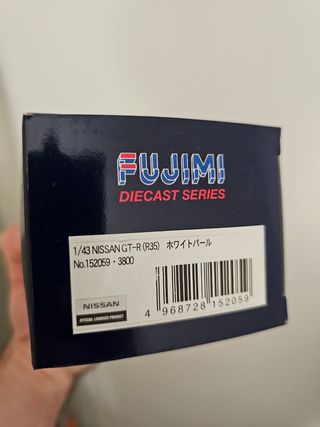 FUJIMI
DIECAST SERIES
1/43 NISSAN GT-R (R35) ホワイトパール
No.152059・3800
NISSAN
OFFICIAL LICENSED PRODUCT
4 968728 152059